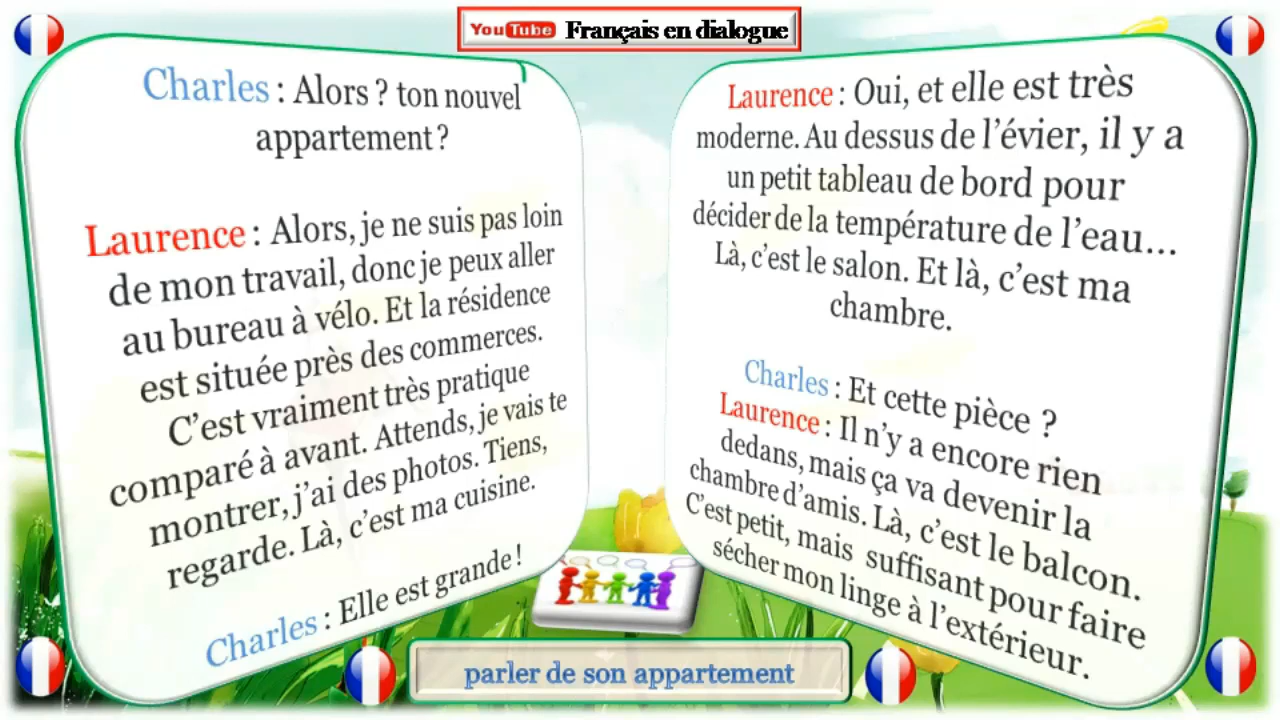 YouTube Français en dialogue
Charles : Alors ? ton nouvel
appartement ?
Laurence : Alors, je ne suis pas loin
de mon travail, donc je peux aller
au bureau à vélo. Et la résidence
est située près des commerces.
C'est vraiment très pratique
comparé à avant. Attends, je vais te
montrer, j'ai des photos. Tiens,
regarde. Là, c'est ma cuisine.
Charles : Elle est grande !
Laurence : Oui, et elle est très
moderne. Au dessus de l'évier, il y a
un petit tableau de bord pour
décider de la température de l'eau...
Là, c'est le salon. Et là, c'est ma
chambre.
Charles : Et cette pièce ?
Laurence : Il n'y a encore rien
dedans, mais ça va devenir la
chambre d'amis. Là, c'est le balcon.
C'est petit, mais suffisant pour faire
sécher mon linge à l'extérieur.
parler de son appartement